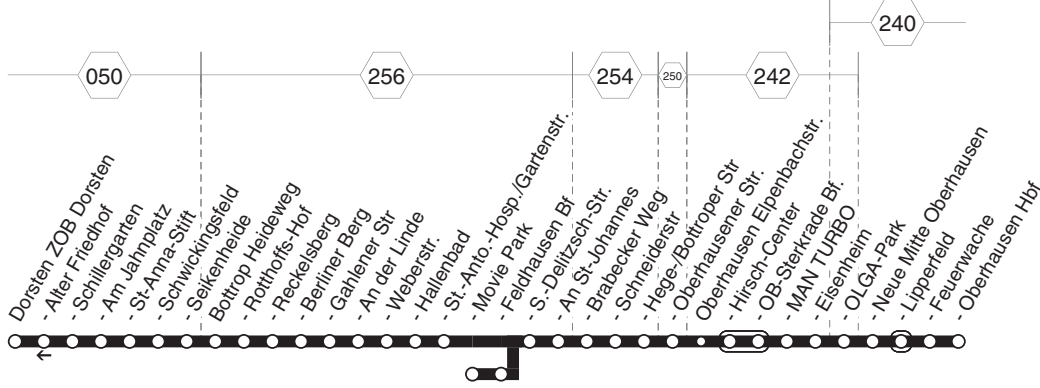 240
050
256
254
250
242
Dorsten ZOB Dorsten
- Alter Friedhof
- Schillergarten
- Am Jahnplatz
- St-Anna-Stift
- Schwickingsfeld
- Selkenheide
Bottrop Heideweg
- Rotthoffs-Hof
- Reckelsberg
- Berliner Berg
- Gahlener Str
- An der Linde
- Weberstr.
- Hallenbad
- St.-Anto.-Hosp./Gartenstr.
- Movie Park
- Feldhausen Bf
- S.-Delitzsch-Str.
- An St-Johannes
- Brabecker Weg
- Schneiderstr
- Hege-/Bottroper Str
- Oberhausener Str.
Oberhausen Elpenbachstr.
- Hirsch-Center
- OB-Sterkrade Bf.
- MAN TURBO
- Eisenheim
- OLGA-Park
- Neue Mitte Oberhausen
- Lipperfeld
- Feuerwache
- Oberhausen Hbf